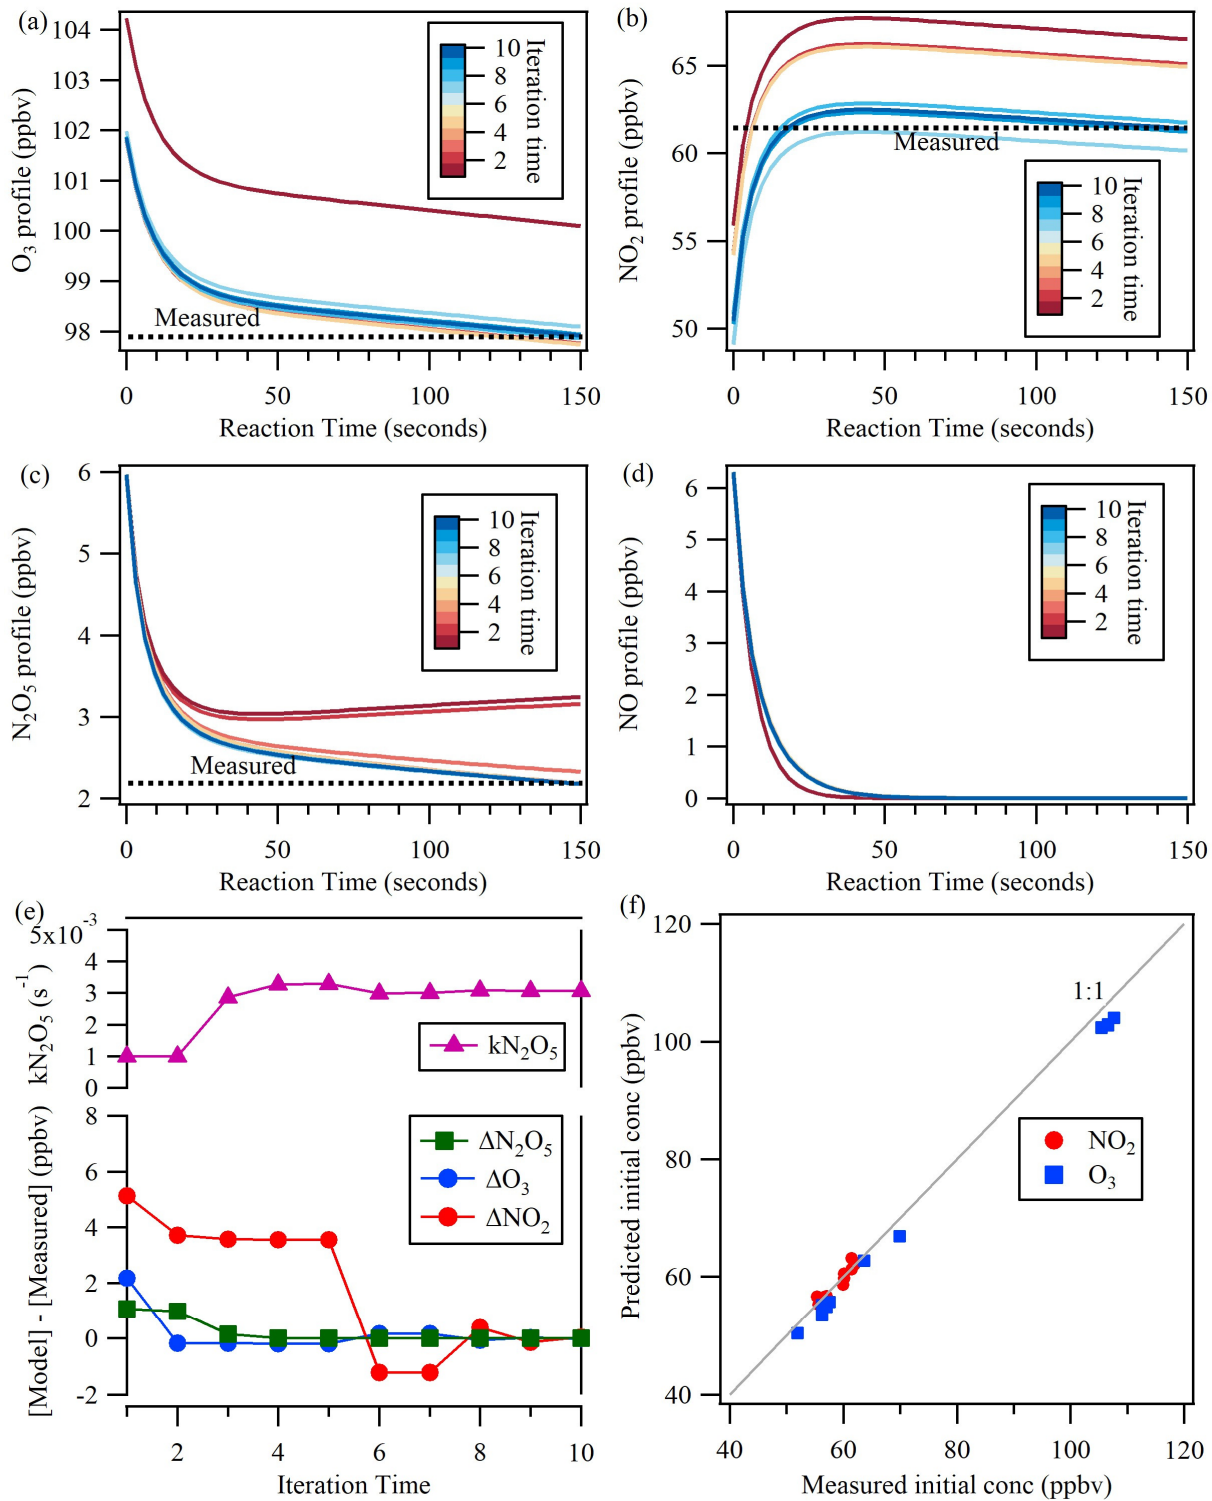 (a)
104
103
102
101
100
99
98
O3 profile (ppbv)
10
8
6
4
2
Iteration time
Measured
0
50
100
150
Reaction Time (seconds)
(b)
65
60
55
50
NO2 profile (ppbv)
Measured
10
8
6
4
2
Iteration time
0
50
100
150
Reaction Time (seconds)
(c)
6
5
4
3
2
N2O5 profile (ppbv)
10
8
6
4
2
Iteration time
Measured
0
50
100
150
Reaction Time (seconds)
(d)
6
5
4
3
2
1
0
NO profile (ppbv)
10
8
6
4
2
Iteration time
0
50
100
150
Reaction Time (seconds)
(e)
5x10-3
4
3
2
1
0
kN2O5 (s-1)
kN2O5
8
6
4
2
0
-2
[Model] - [Measured] (ppbv)
ΔN2O5
ΔO3
ΔNO2
2
4
6
8
10
Iteration Time
(f)
120
100
80
60
40
Predicted initial conc (ppbv)
1:1
NO2
O3
40
60
80
100
120
Measured initial conc (ppbv)